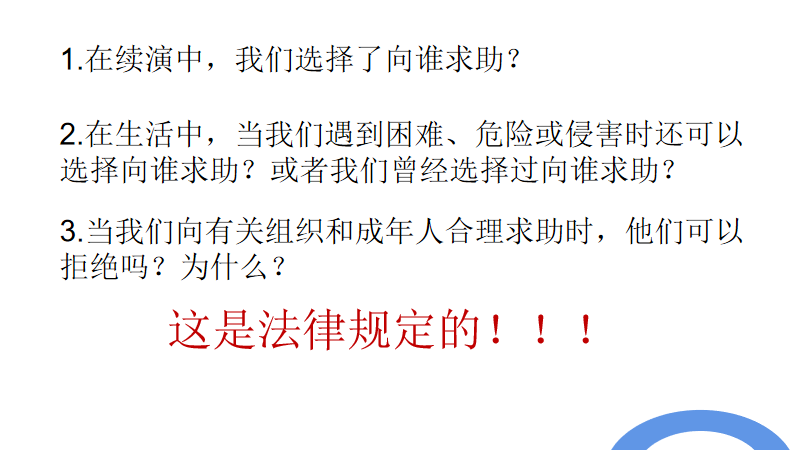 1.在续演中，我们选择了向谁求助？
2.在生活中，当我们遇到困难、危险或侵害时还可以
选择向谁求助？或者我们曾经选择过向谁求助？
3.当我们向有关组织和成年人合理求助时，他们可以
拒绝吗？为什么？
这是法律规定的！！！